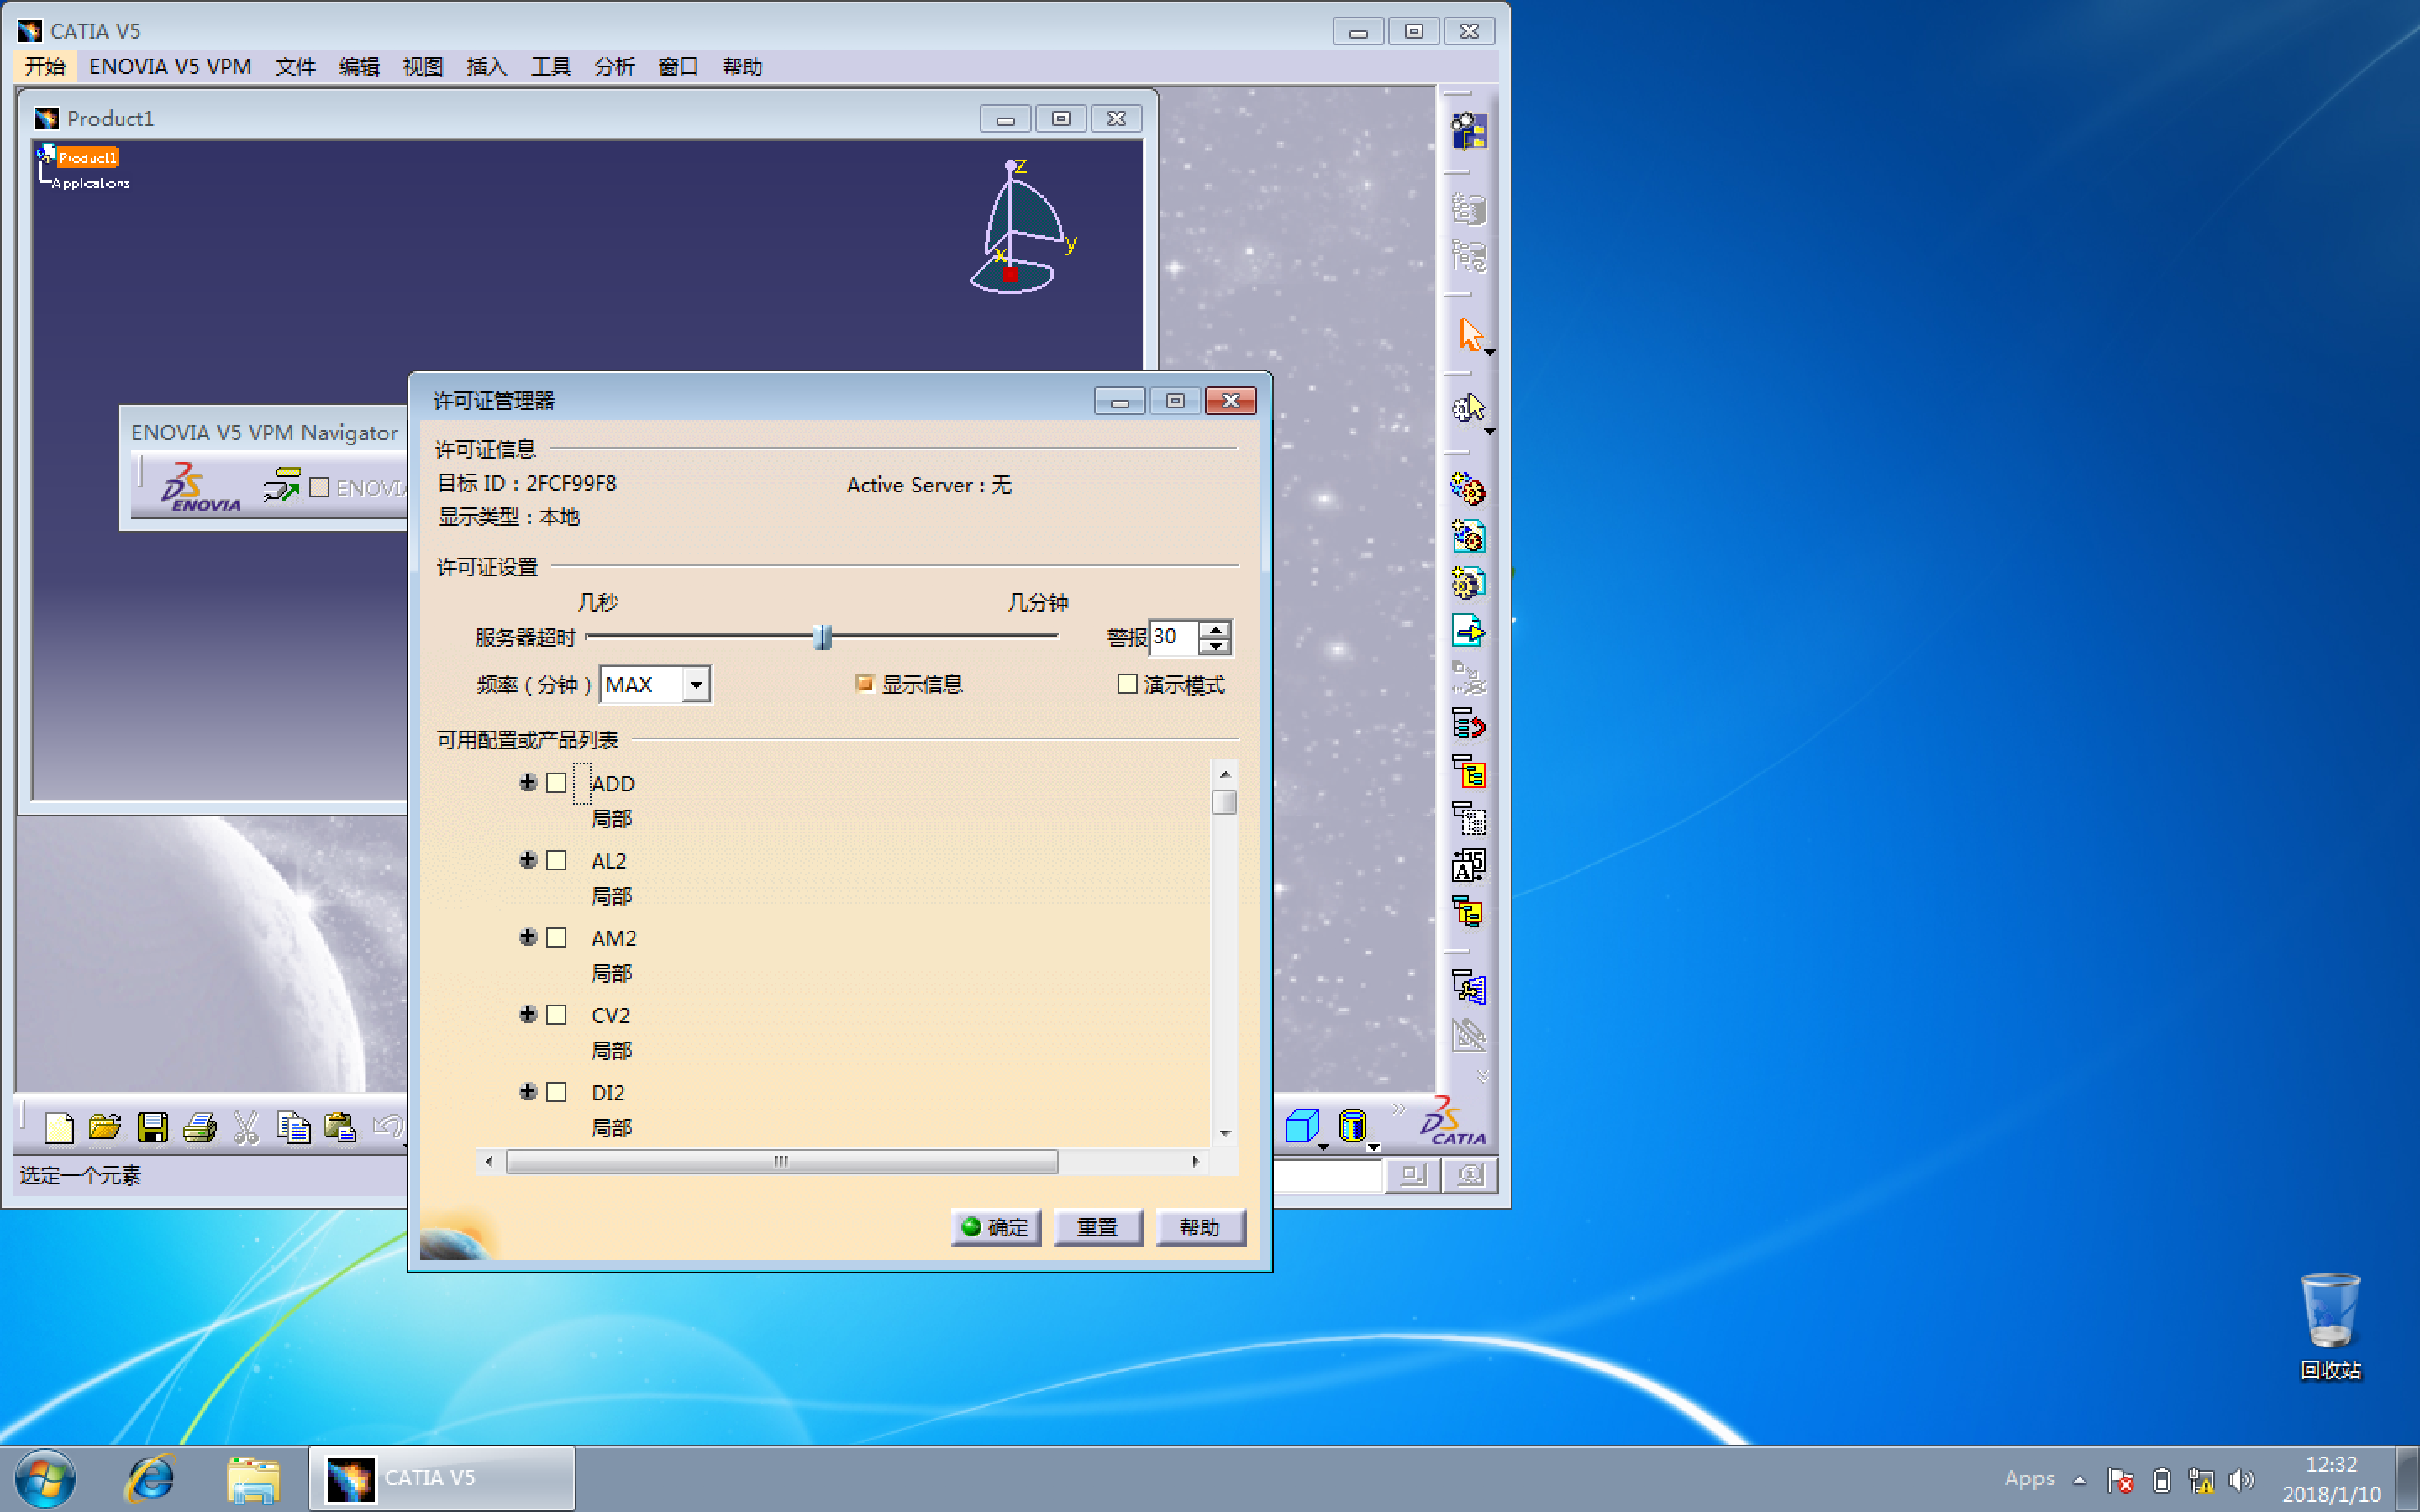 CATIA V5
开始 ENOVIA V5 VPM 文件 编辑 视图 插入 工具 分析 窗口 帮助
Product1
Product1
Applications
z
y
x
ENOVIA V5 VPM Navigator
ENOVIA
许可证管理器
许可证信息
目标 ID : 2FCF99F8
Active Server : 无
显示类型 : 本地
许可证设置
几秒
几分钟
服务器超时
警报 30
频率 ( 分钟 ) MAX
显示信息
演示模式
可用配置或产品列表
ADD
局部
AL2
局部
AM2
局部
CV2
局部
DI2
局部
确定
重置
帮助
CATIA
选定一个元素
回收站
CATIA V5
Apps
12:32
2018/1/10